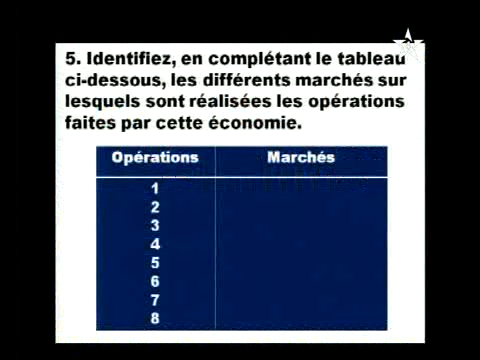 5. Identifiez, en complétant le tableau
ci-dessous, les différents marchés sur
lesquels sont réalisées les opérations
faites par cette économie.
Opérations Marchés
1
2
3
4
5
6
7
8